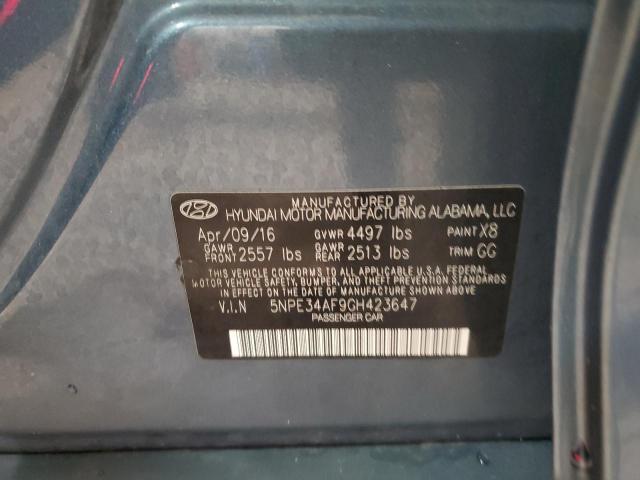 MANUFACTURED BY
HYUNDAI MOTOR MANUFACTURING ALABAMA, LLC
Apr/09/16 GVWR 4497 lbs PAINT X8
GAWR FRONT 2557 lbs GAWR REAR 2513 lbs TRIM GG
THIS VEHICLE CONFORMS TO ALL APPLICABLE U.S.A. FEDERAL
MOTOR VEHICLE SAFETY, BUMPER, AND THEFT PREVENTION STANDARDS
IN EFFECT ON THE DATE OF MANUFACTURE SHOWN ABOVE.
V.I.N 5NPE34AF9GH423647
PASSENGER CAR